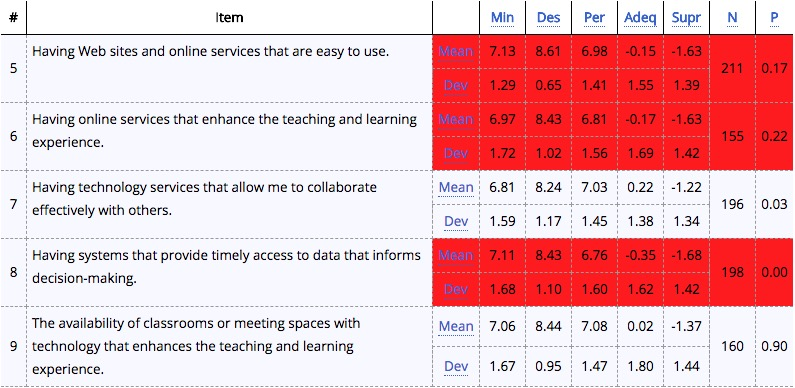 # Item Min Des Per Adeq Supr N P
5 Having Web sites and online services that are easy to use. Mean 7.13 8.61 6.98 -0.15 -1.63 211 0.17
Dev 1.29 0.65 1.41 1.55 1.39
6 Having online services that enhance the teaching and learning Mean 6.97 8.43 6.81 -0.17 -1.63 155 0.22
experience. Dev 1.72 1.02 1.56 1.69 1.42
7 Having technology services that allow me to collaborate Mean 6.81 8.24 7.03 0.22 -1.22 196 0.03
effectively with others. Dev 1.59 1.17 1.45 1.38 1.34
8 Having systems that provide timely access to data that informs Mean 7.11 8.43 6.76 -0.35 -1.68 198 0.00
decision-making. Dev 1.68 1.10 1.60 1.62 1.42
9 The availability of classrooms or meeting spaces with Mean 7.06 8.44 7.08 0.02 -1.37 160 0.90
technology that enhances the teaching and learning
experience. Dev 1.67 0.95 1.47 1.80 1.44